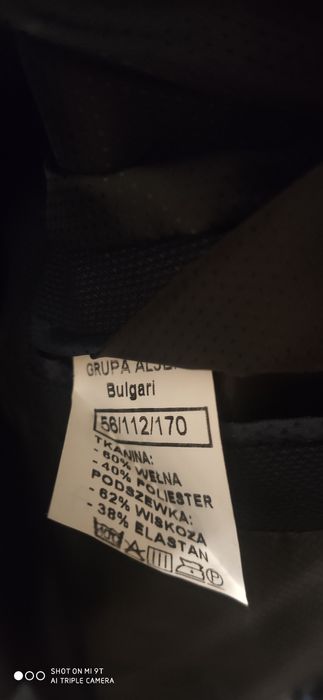 GRUPA
Bulgari
56/112/170
TKANINA:
- 60% WEŁNA
- 40% POLIESTER
PODSZEWKA:
- 62% WISKOZA
- 38% ELASTAN
P
SHOT ON MI 9T
AI TRIPLE CAMERA